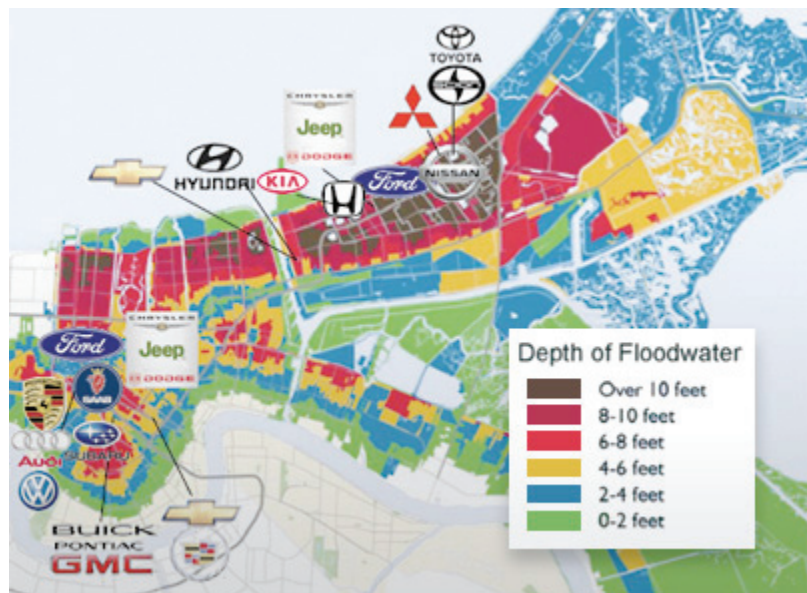 TOYOTA
SCION
CHRYSLER
Jeep
DODGE
HYUNDAI
KIA
Ford
NISSAN
CHRYSLER
Jeep
DODGE
Ford
SAAB
Audi
SUBARU
BUICK
PONTIAC
GMC
Depth of Floodwater
Over 10 feet
8-10 feet
6-8 feet
4-6 feet
2-4 feet
0-2 feet